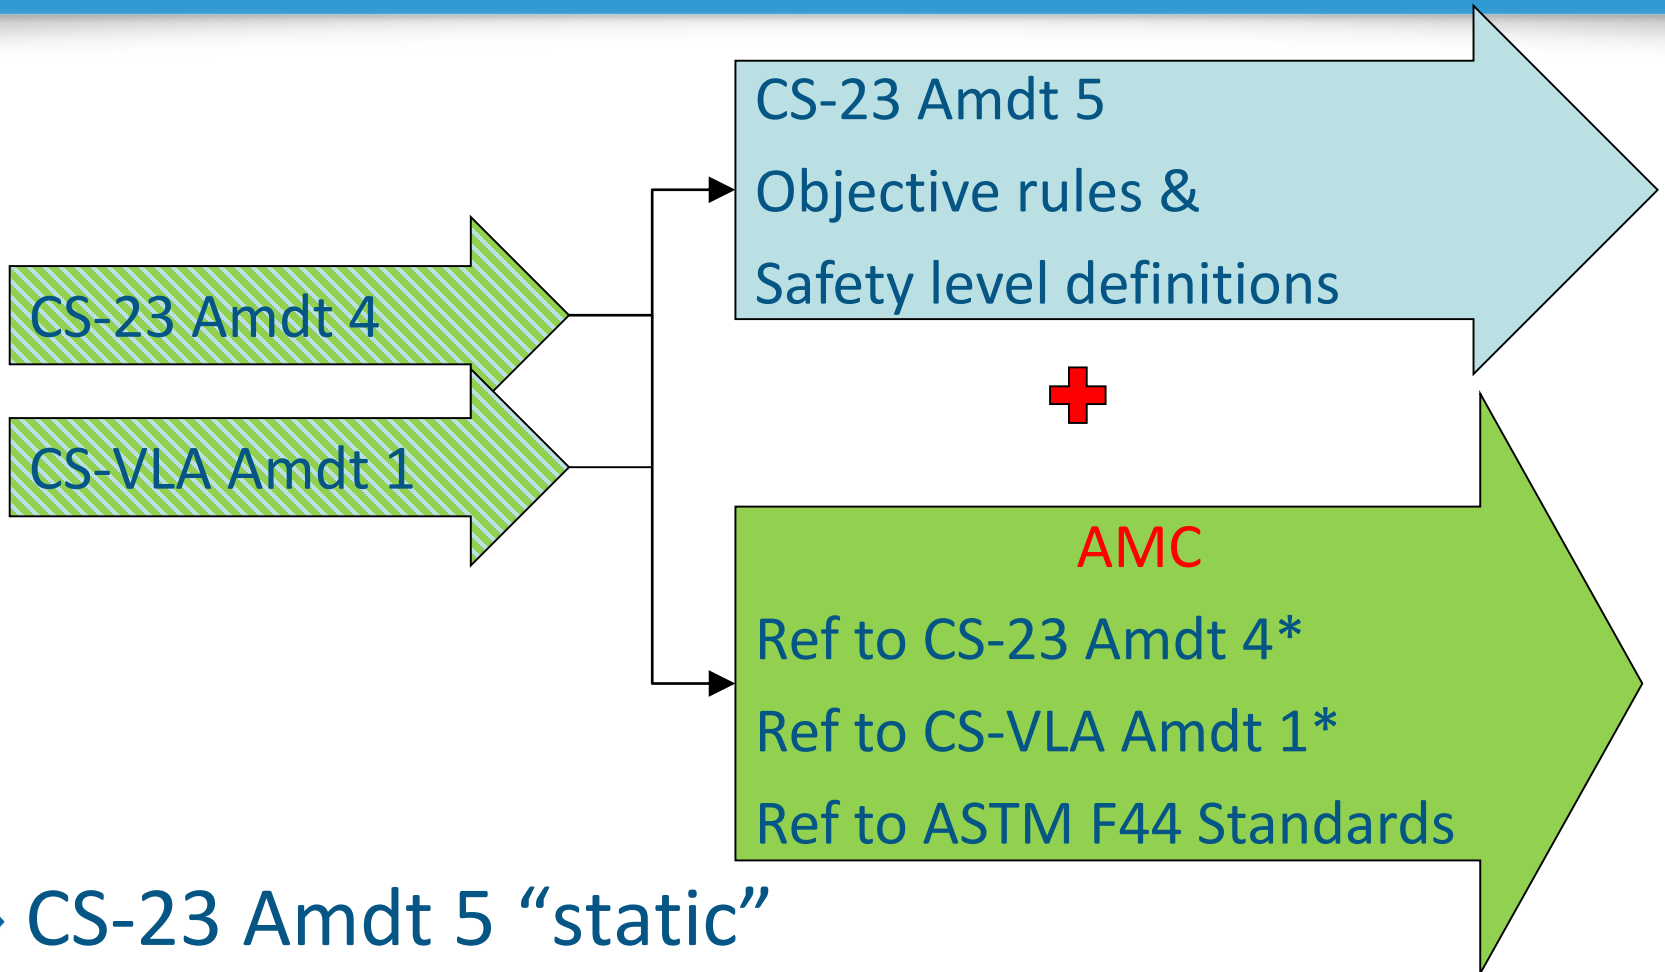 CS-23 Amdt 5
Objective rules &
Safety level definitions
CS-23 Amdt 4
CS-VLA Amdt 1
AMC
Ref to CS-23 Amdt 4*
Ref to CS-VLA Amdt 1*
Ref to ASTM F44 Standards
CS-23 Amdt 5 “static”